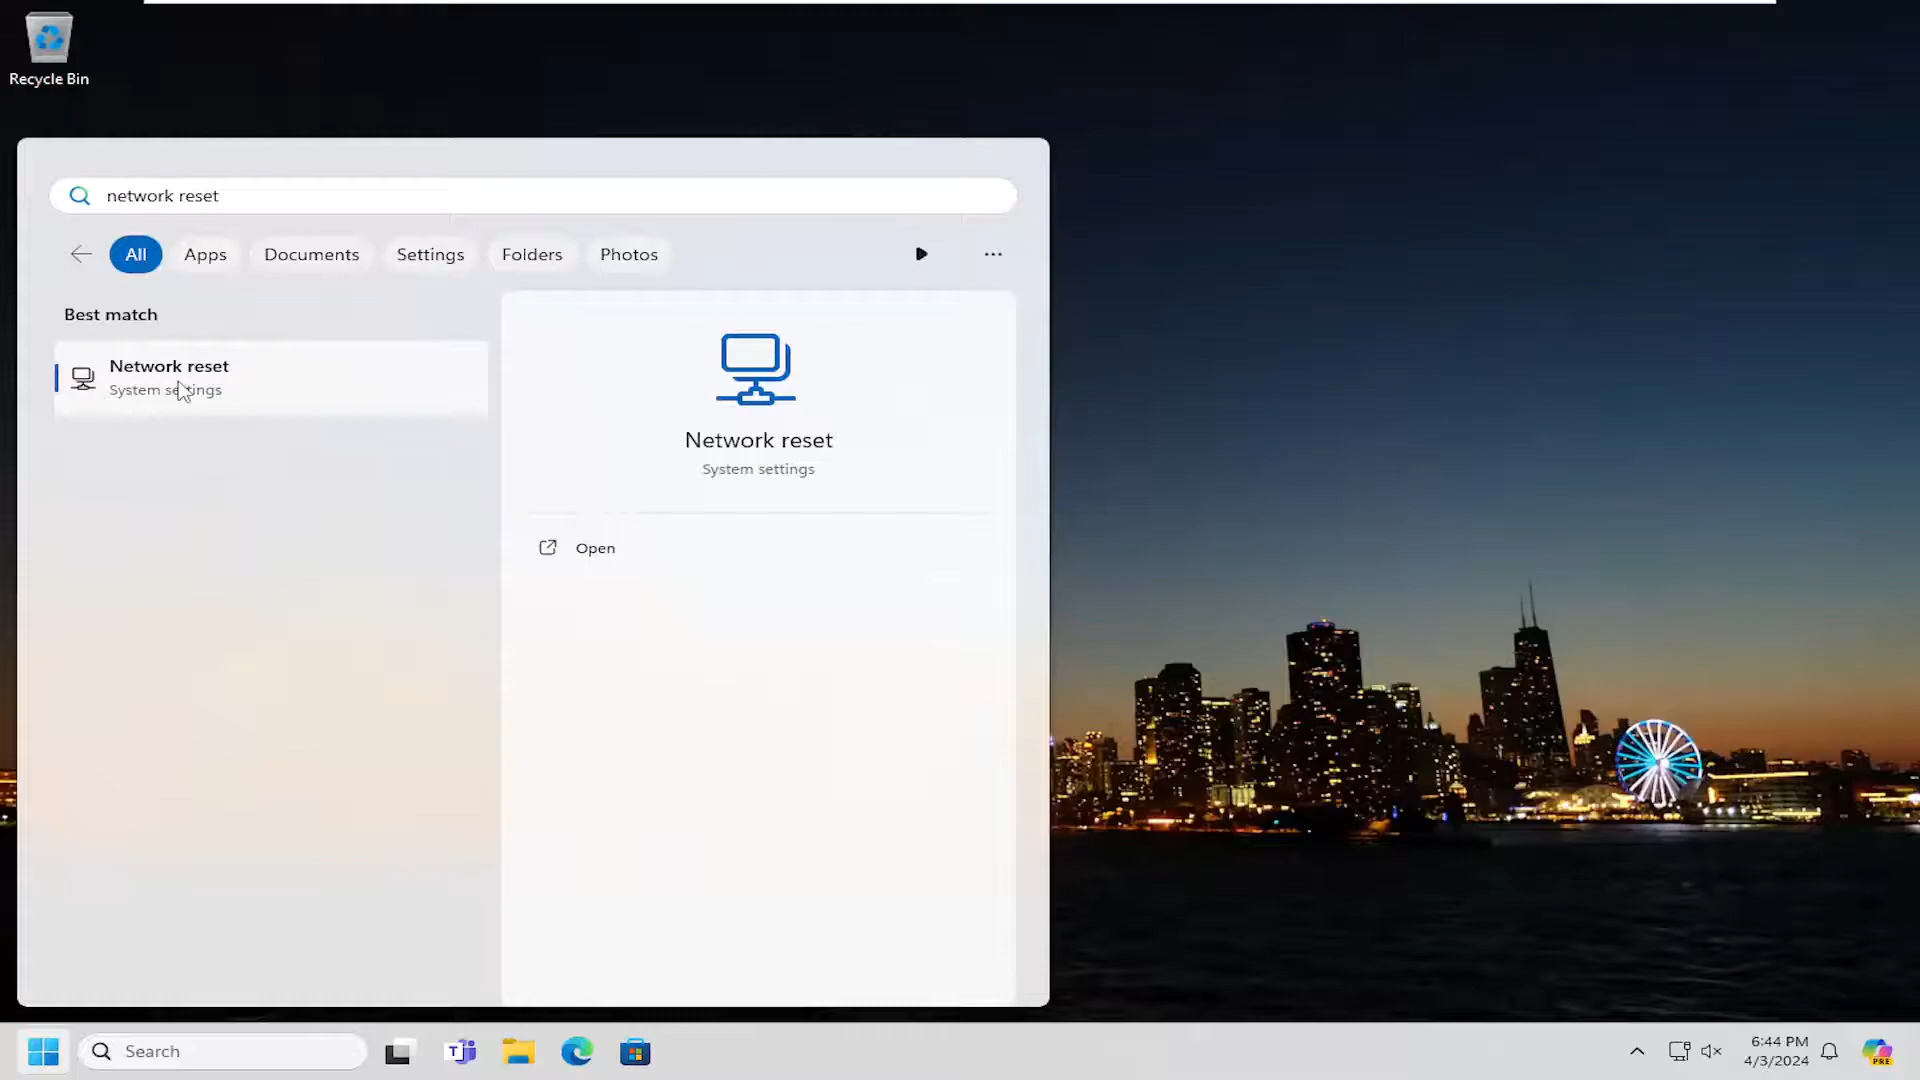 Recycle Bin
network reset
All
Apps
Documents
Settings
Folders
Photos
Best match
Network reset
System settings
Network reset
System settings
Open
Search
6:44 PM
4/3/2024
PRE